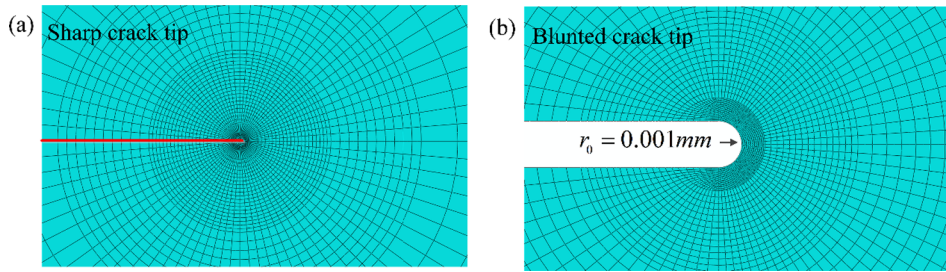 (a) Sharp crack tip
(b) Blunted crack tip
r₀ = 0.001mm